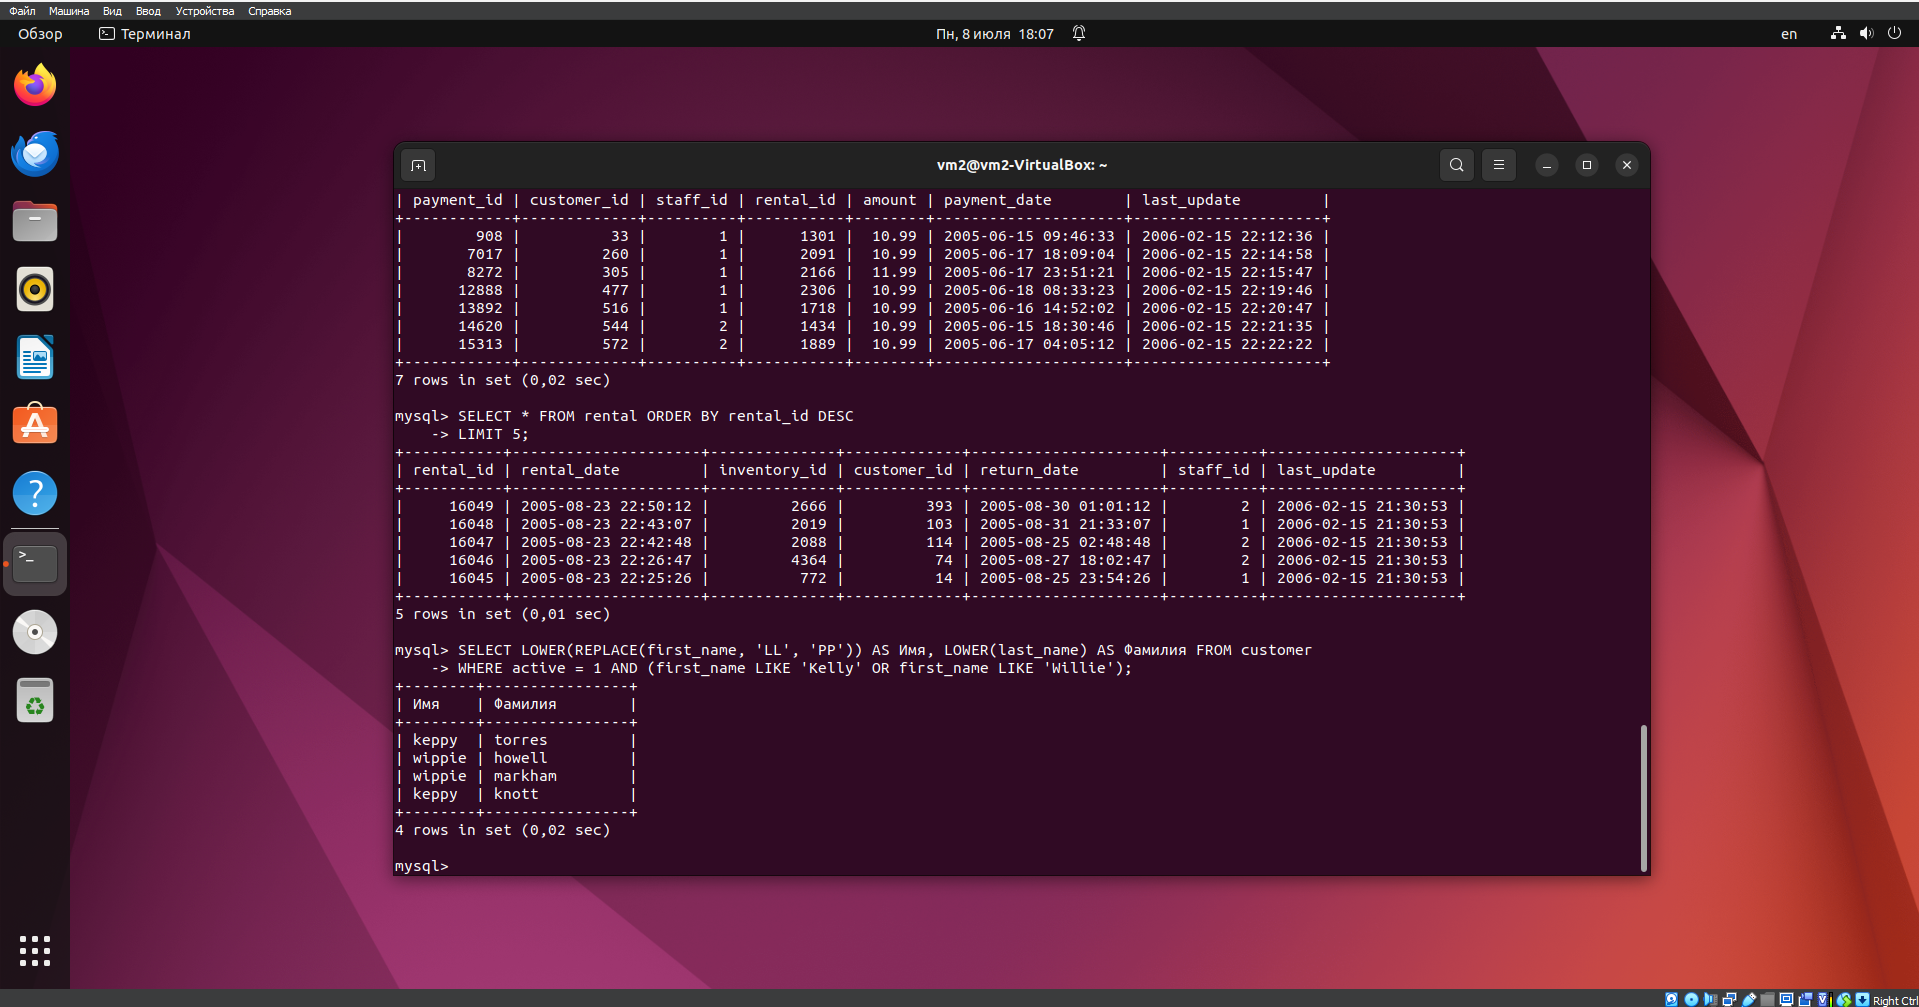 Файл Машина Вид Ввод Устройства Справка
Обзор Терминал Пн, 8 июля 18:07 en
vm2@vm2-VirtualBox: ~
| payment_id | customer_id | staff_id | rental_id | amount | payment_date        | last_update         |
+------------+-------------+----------+-----------+--------+---------------------+---------------------+
|        908 |          33 |        1 |      1301 |  10.99 | 2005-06-15 09:46:33 | 2006-02-15 22:12:36 |
|       7017 |         260 |        1 |      2091 |  10.99 | 2005-06-17 18:09:04 | 2006-02-15 22:14:58 |
|       8272 |         305 |        1 |      2166 |  11.99 | 2005-06-17 23:51:21 | 2006-02-15 22:15:47 |
|      12888 |         477 |        1 |      2306 |  10.99 | 2005-06-18 08:33:23 | 2006-02-15 22:19:46 |
|      13892 |         516 |        1 |      1718 |  10.99 | 2005-06-16 14:52:02 | 2006-02-15 22:20:47 |
|      14620 |         544 |        2 |      1434 |  10.99 | 2005-06-15 18:30:46 | 2006-02-15 22:21:35 |
|      15313 |         572 |        2 |      1889 |  10.99 | 2005-06-17 04:05:12 | 2006-02-15 22:22:22 |
+------------+-------------+----------+-----------+--------+---------------------+---------------------+
7 rows in set (0,02 sec)
mysql> SELECT * FROM rental ORDER BY rental_id DESC
    -> LIMIT 5;
+-----------+---------------------+--------------+-------------+---------------------+----------+---------------------+
| rental_id | rental_date         | inventory_id | customer_id | return_date         | staff_id | last_update         |
+-----------+---------------------+--------------+-------------+---------------------+----------+---------------------+
|     16049 | 2005-08-23 22:50:12 |         2666 |         393 | 2005-08-30 01:01:12 |        2 | 2006-02-15 21:30:53 |
|     16048 | 2005-08-23 22:43:07 |         2019 |         103 | 2005-08-31 21:33:07 |        1 | 2006-02-15 21:30:53 |
|     16047 | 2005-08-23 22:42:48 |         2088 |         114 | 2005-08-25 02:48:48 |        2 | 2006-02-15 21:30:53 |
|     16046 | 2005-08-23 22:26:47 |         4364 |          74 | 2005-08-27 18:02:47 |        2 | 2006-02-15 21:30:53 |
|     16045 | 2005-08-23 22:25:26 |          772 |          14 | 2005-08-25 23:54:26 |        1 | 2006-02-15 21:30:53 |
+-----------+---------------------+--------------+-------------+---------------------+----------+---------------------+
5 rows in set (0,01 sec)
mysql> SELECT LOWER(REPLACE(first_name, 'LL', 'PP')) AS Имя, LOWER(last_name) AS Фамилия FROM customer
    -> WHERE active = 1 AND (first_name LIKE 'Kelly' OR first_name LIKE 'Willie');
+--------+----------------+
| Имя    | Фамилия        |
+--------+----------------+
| keppy  | torres         |
| wippie | howell         |
| wippie | markham        |
| keppy  | knott          |
+--------+----------------+
4 rows in set (0,02 sec)
mysql>
Right Ctrl